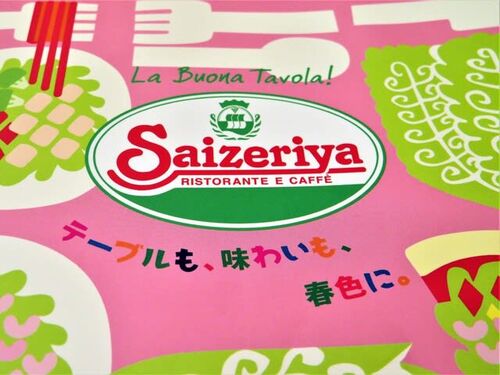 La Buona Tavola!
Saizeriya
RISTORANTE E CAFFÈ
テーブルも、味わいも、
春色に。